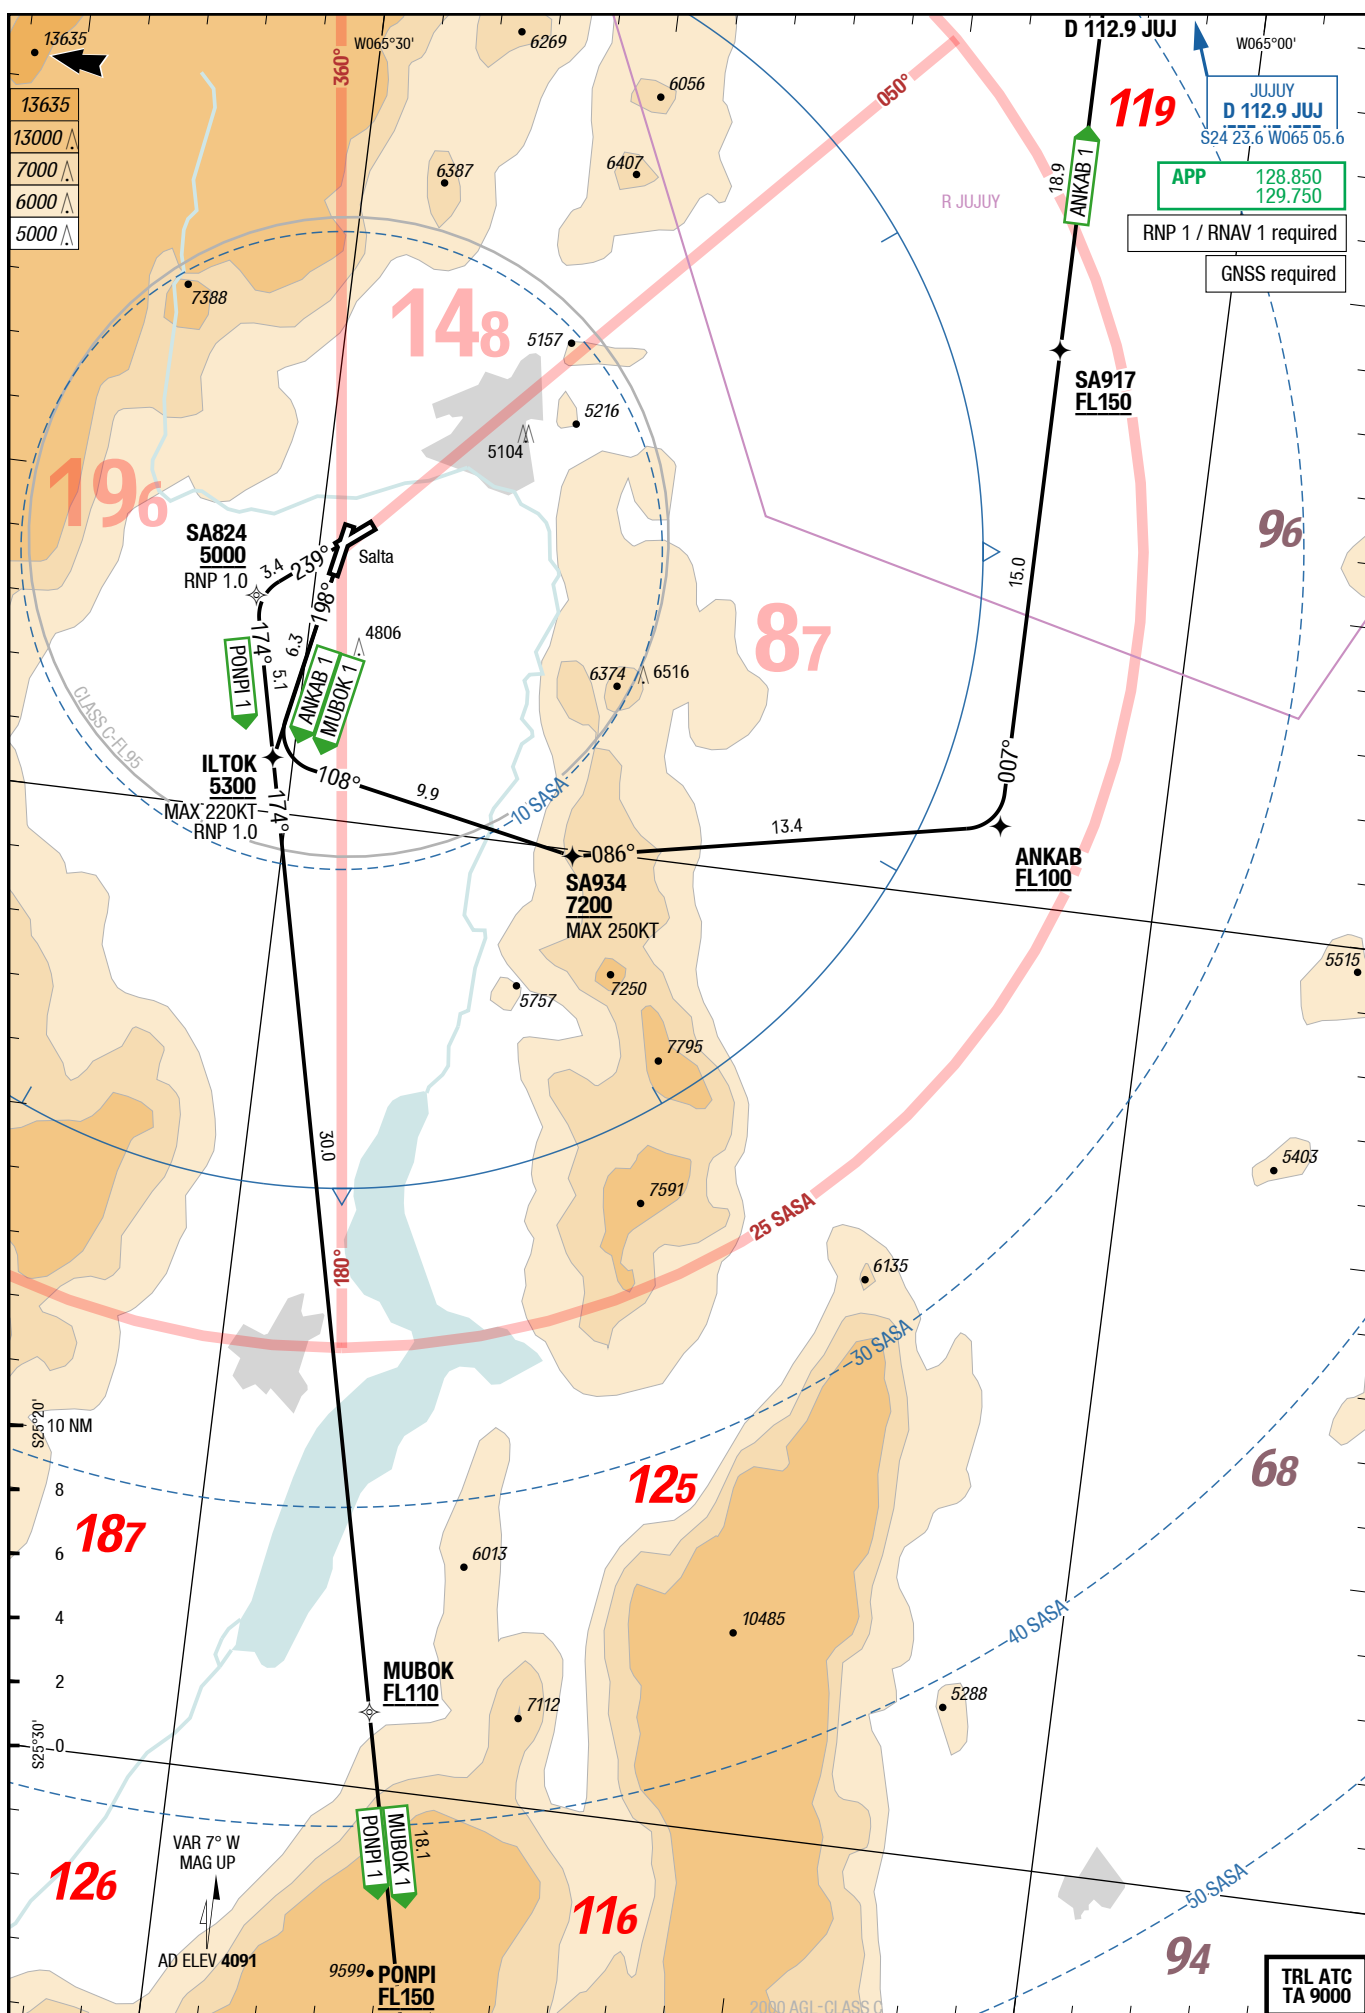 13635
W065°30'
6269
D 112.9 JUJ
W065°00'
360°
050°
6056
119
JUJUY
D 112.9 JUJ
S24 23.6 W065 05.6
13635
13000
7000
6000
5000
6387
6407
18.9
ANKAB 1
APP 128.850
129.750
R JUJUY
RNP 1 / RNAV 1 required
GNSS required
7388
148
5157
SA917
FL150
5216
5104
196
96
SA824
5000
RNP 1.0
3.4
239°
Salta
198°
15.0
174°
5.1
6.3
4806
PONPI 1
ANKAB 1
MUBOK 1
87
6374
6516
CLASS C-FL95
ILTOK
5300
MAX 220KT
RNP 1.0
174°
108°
9.9
10 SASA
007°
13.4
086°
SA934
7200
MAX 250KT
ANKAB
FL100
5515
7250
5757
7795
30.0
5403
7591
25 SASA
180°
6135
30 SASA
S25°20'
10 NM
8
6
4
2
0
S25°30'
125
68
187
6013
10485
40 SASA
MUBOK
FL110
7112
5288
VAR 7° W
MAG UP
PONPI 1
MUBOK 1
18.1
126
116
50 SASA
AD ELEV 4091
9599
PONPI
FL150
94
2000 AGL-CLASS C
TRL ATC
TA 9000